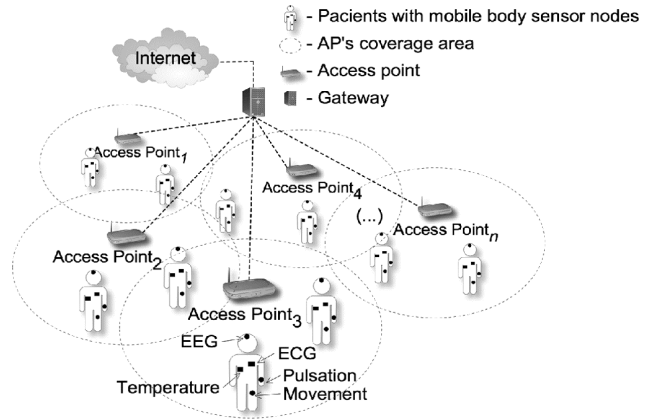 - Pacients with mobile body sensor nodes
- AP's coverage area
- Access point
- Gateway
Internet
Access Point1
Access Point4
(...)
Access Pointn
Access Point2
Access Point3
EEG
ECG
Temperature
Pulsation
Movement